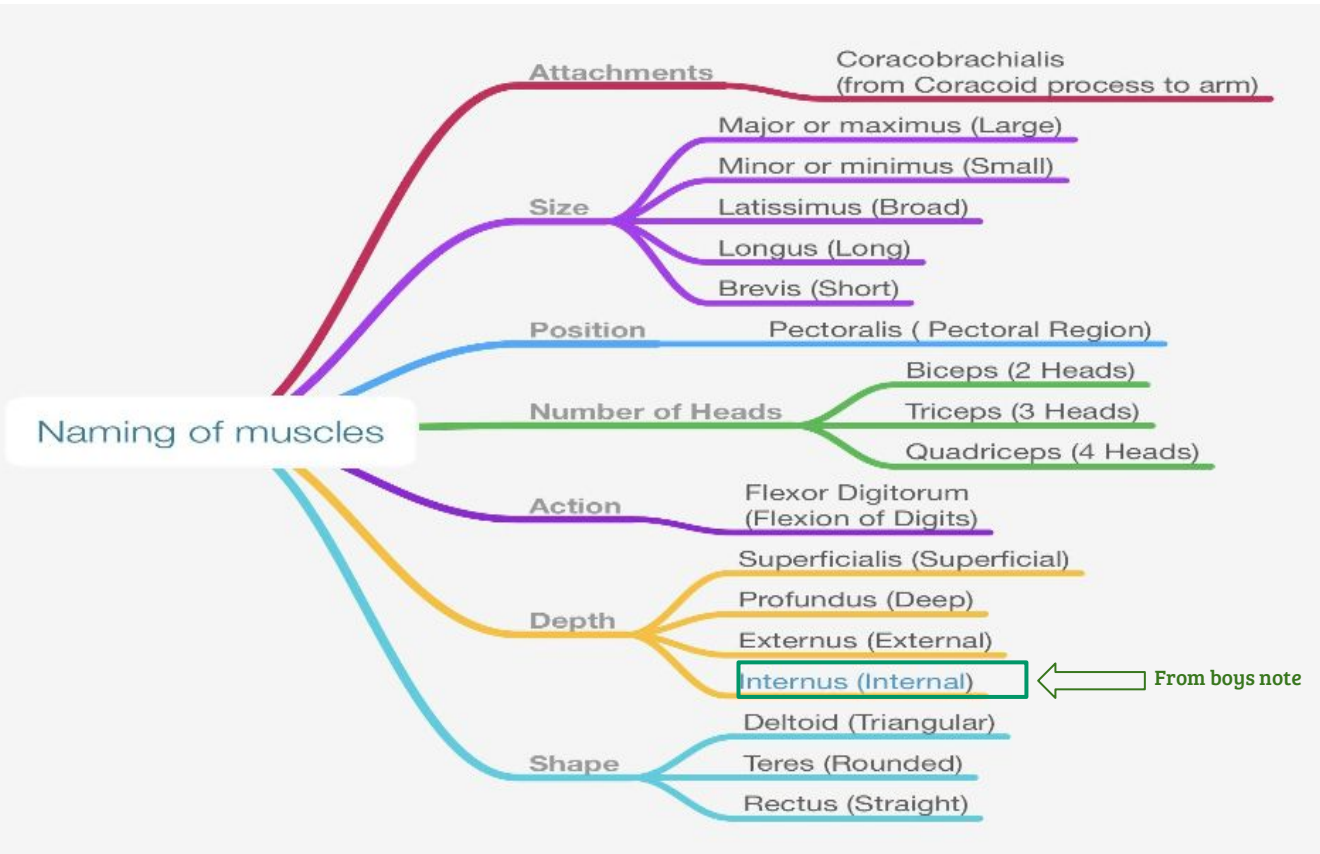 Naming of muscles
Attachments
Coracobrachialis
(from Coracoid process to arm)
Size
Major or maximus (Large)
Minor or minimus (Small)
Latissimus (Broad)
Longus (Long)
Brevis (Short)
Position
Pectoralis ( Pectoral Region)
Number of Heads
Biceps (2 Heads)
Triceps (3 Heads)
Quadriceps (4 Heads)
Action
Flexor Digitorum
(Flexion of Digits)
Depth
Superficialis (Superficial)
Profundus (Deep)
Externus (External)
Internus (Internal)
From boys note
Shape
Deltoid (Triangular)
Teres (Rounded)
Rectus (Straight)